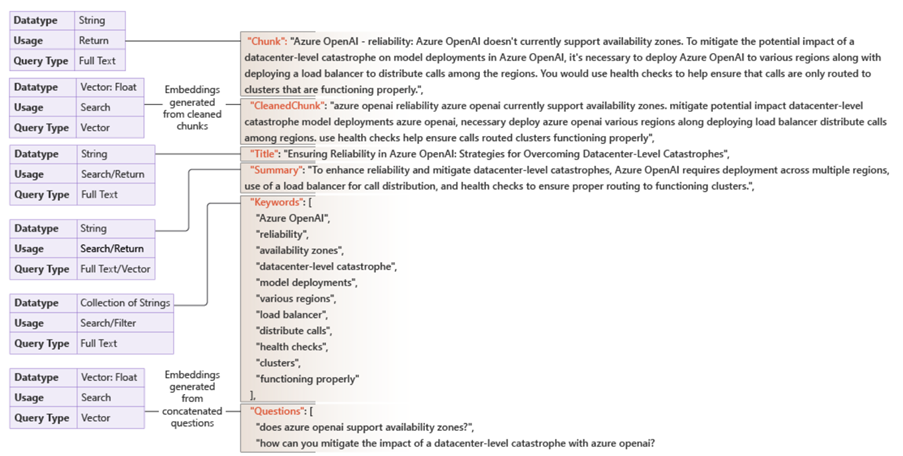 Datatype String
Usage Return
Query Type Full Text
"Chunk": "Azure OpenAI - reliability: Azure OpenAI doesn't currently support availability zones. To mitigate the potential impact of a
datacenter-level catastrophe on model deployments in Azure OpenAI, it's necessary to deploy Azure OpenAI to various regions along with
deploying a load balancer to distribute calls among the regions. You would use health checks to help ensure that calls are only routed to
clusters that are functioning properly.",
Datatype Vector: Float
Usage Search
Query Type Vector
Embeddings
generated
from cleaned
chunks
"CleanedChunk": "azure openai reliability azure openai currently support availability zones. mitigate potential impact datacenter-level
catastrophe model deployments azure openai, necessary deploy azure openai various regions along deploying load balancer distribute calls
among regions. use health checks help ensure calls routed clusters functioning properly",
Datatype String
Usage Search/Return
Query Type Full Text
"Title": "Ensuring Reliability in Azure OpenAI: Strategies for Overcoming Datacenter-Level Catastrophes",
Datatype String
Usage Search/Return
Query Type Full Text/Vector
"Summary": "To enhance reliability and mitigate datacenter-level catastrophes, Azure OpenAI requires deployment across multiple regions,
use of a load balancer for call distribution, and health checks to ensure proper routing to functioning clusters.",
Datatype Collection of Strings
Usage Search/Filter
Query Type Full Text
"Keywords": [
"Azure OpenAI",
"reliability",
"availability zones",
"datacenter-level catastrophe",
"model deployments",
"various regions",
"load balancer",
"distribute calls",
"health checks",
"clusters",
"functioning properly"
],
Datatype Vector: Float
Usage Search
Query Type Vector
Embeddings
generated
from
concatenated
questions
"Questions": [
"does azure openai support availability zones?",
"how can you mitigate the impact of a datacenter-level catastrophe with azure openai?